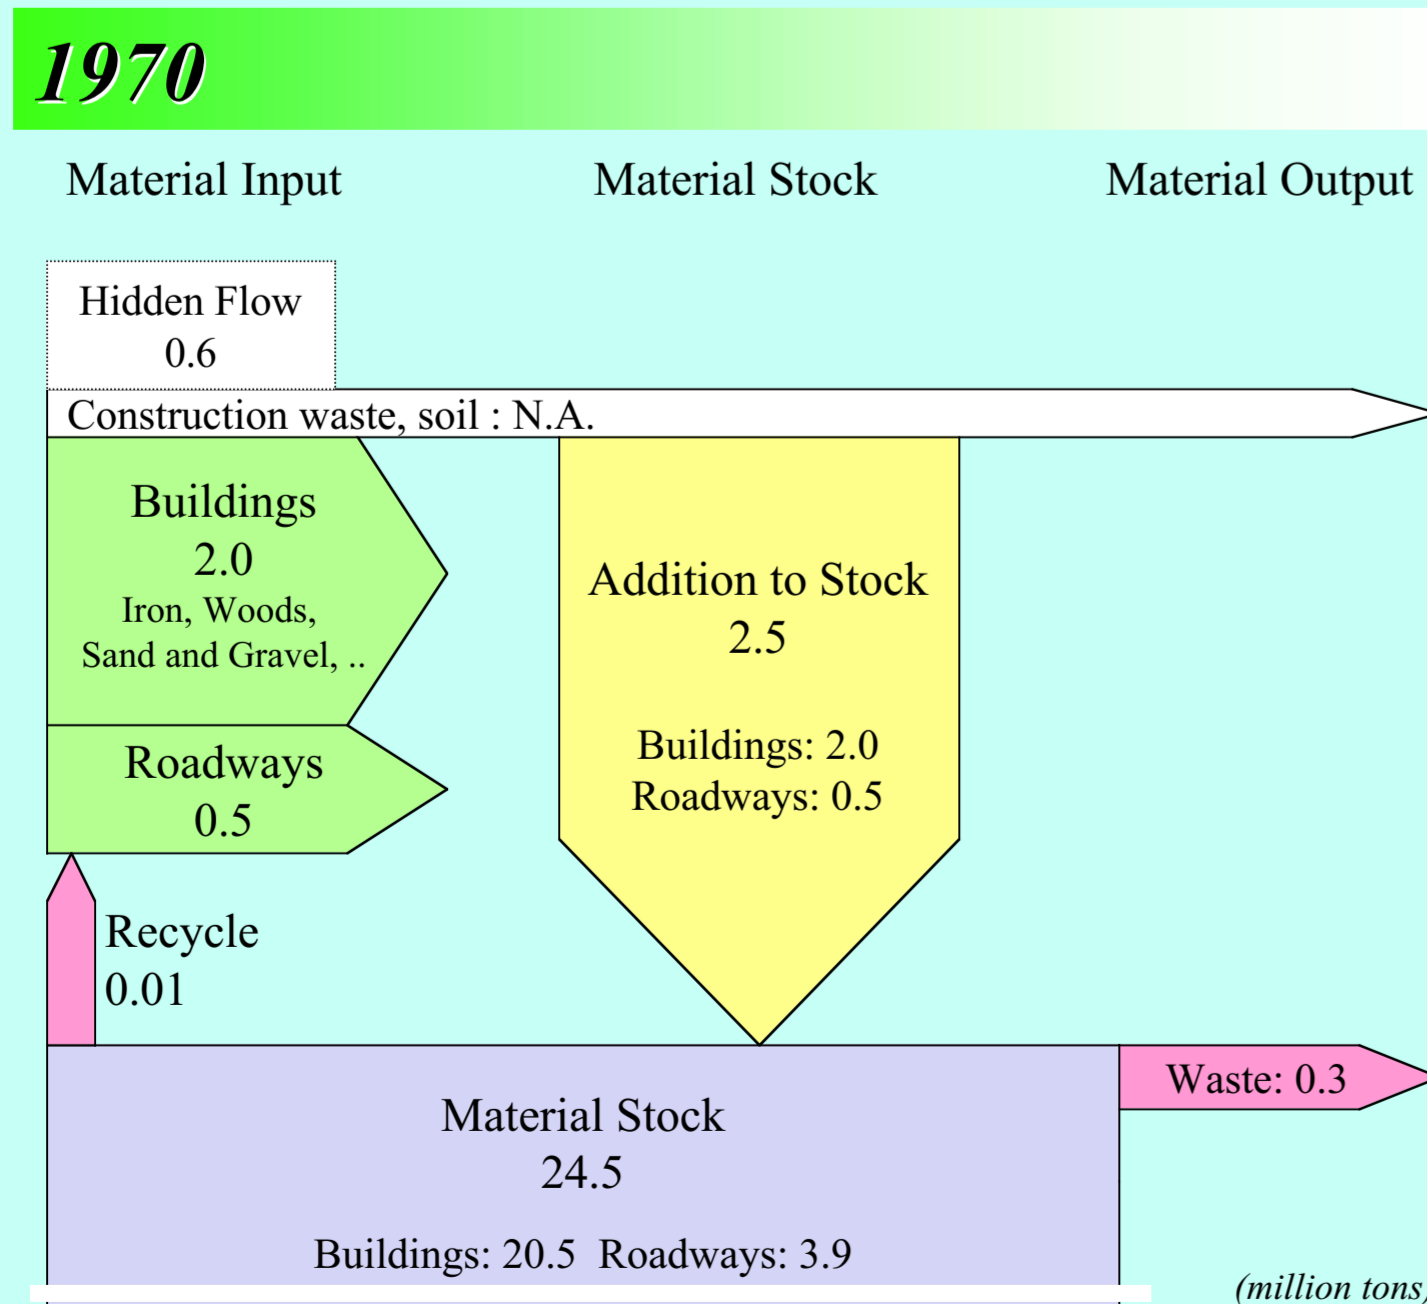 1970
Material Input
Material Stock
Material Output
Hidden Flow
0.6
Construction waste, soil : N.A.
Buildings
2.0
Iron, Woods,
Sand and Gravel, ..
Roadways
0.5
Addition to Stock
2.5
Buildings: 2.0
Roadways: 0.5
Recycle
0.01
Waste: 0.3
Material Stock
24.5
Buildings: 20.5  Roadways: 3.9
(million tons)